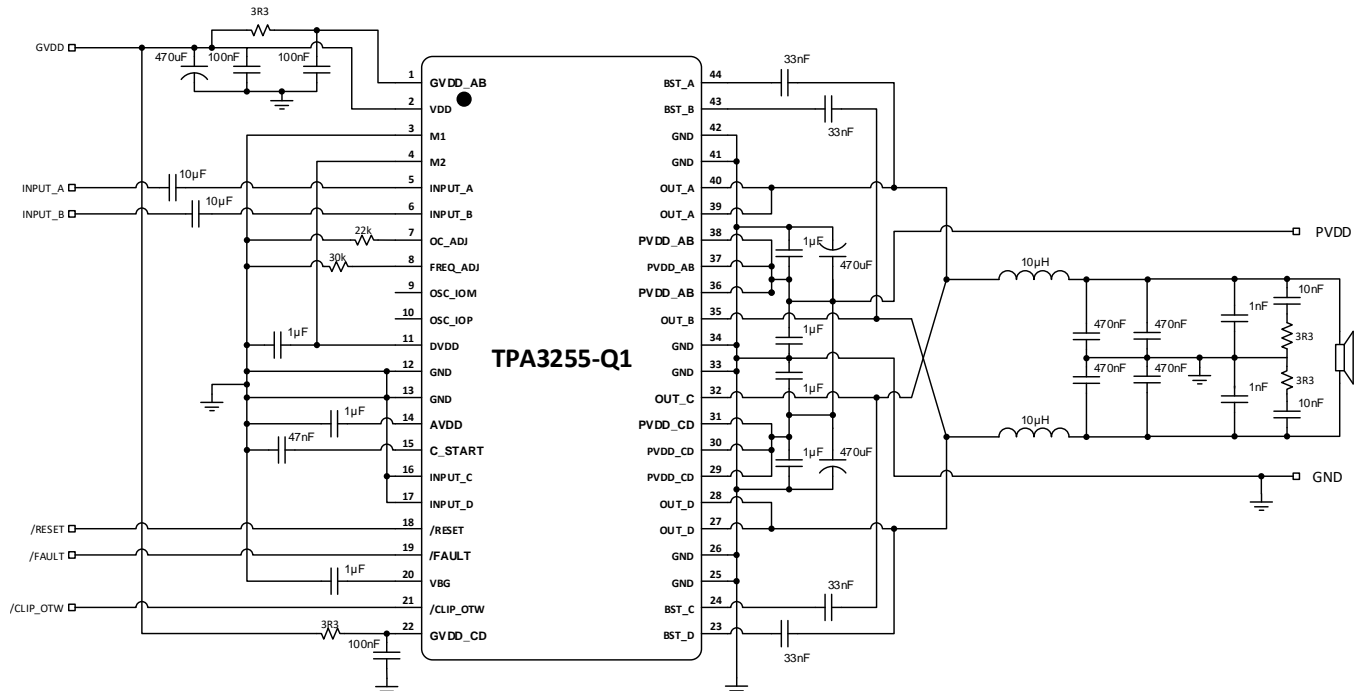 3R3
GVDD
470uF
100nF
100nF
1
GVDD_AB
2
VDD
3
M1
4
M2
INPUT_A
10µF
5
INPUT_A
INPUT_B
10µF
6
INPUT_B
22k
7
OC_ADJ
30k
8
FREQ_ADJ
9
OSC_IOM
10
OSC_IOP
1µF
11
DVDD
12
GND
13
GND
1µF
14
AVDD
47nF
15
C_START
16
INPUT_C
17
INPUT_D
/RESET
18
/RESET
/FAULT
19
/FAULT
1µF
20
VBG
/CLIP_OTW
21
/CLIP_OTW
3R3
22
GVDD_CD
100nF
TPA3255-Q1
33nF
BST_A
44
BST_B
43
33nF
GND
42
GND
41
OUT_A
40
OUT_A
39
PVDD_AB
38
1µF
PVDD_AB
37
470uF
PVDD_AB
36
OUT_B
35
1µF
GND
34
GND
33
1µF
OUT_C
32
PVDD_CD
31
PVDD_CD
30
1µF
470uF
PVDD_CD
29
OUT_D
28
OUT_D
27
GND
26
GND
25
33nF
BST_C
24
BST_D
23
33nF
PVDD
10µH
10nF
470nF
470nF
1nF
3R3
470nF
470nF
1nF
3R3
10nF
10µH
GND